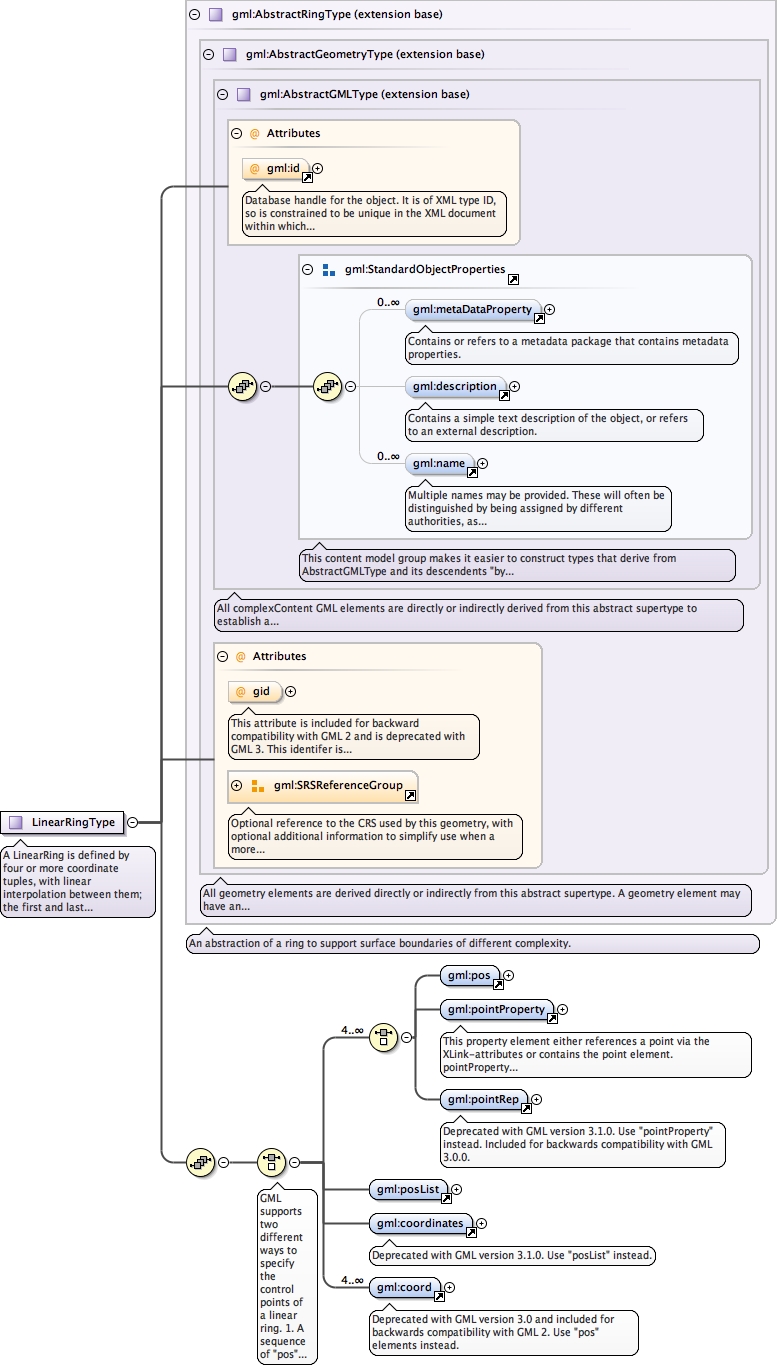 gml:AbstractRingType (extension base)
gml:AbstractGeometryType (extension base)
gml:AbstractGMLType (extension base)
@ Attributes
@ gml:id
Database handle for the object. It is of XML type ID,
so is constrained to be unique in the XML document
within which...
gml:StandardObjectProperties
0..∞
gml:metaDataProperty
Contains or refers to a metadata package that contains metadata
properties.
gml:description
Contains a simple text description of the object, or refers
to an external description.
0..∞
gml:name
Multiple names may be provided. These will often be
distinguished by being assigned by different
authorities, as...
This content model group makes it easier to construct types that derive from
AbstractGMLType and its descendents "by...
All complexContent GML elements are directly or indirectly derived from this abstract supertype to
establish a...
@ Attributes
@ gid
This attribute is included for backward
compatibility with GML 2 and is deprecated with
GML 3. This identifer is...
gml:SRSReferenceGroup
Optional reference to the CRS used by this geometry, with
optional additional information to simplify use when a
more...
LinearRingType
A LinearRing is defined by
four or more coordinate
tuples, with linear
interpolation between them;
the first and last...
All geometry elements are derived directly or indirectly from this abstract supertype. A geometry element may
have an...
An abstraction of a ring to support surface boundaries of different complexity.
gml:pos
4..∞
gml:pointProperty
This property element either references a point via the
XLink-attributes or contains the point element.
pointProperty...
gml:pointRep
Deprecated with GML version 3.1.0. Use "pointProperty"
instead. Included for backwards compatibility with GML
3.0.0.
GML
supports
two
different
ways to
specify
the
control
points of
a linear
ring. 1. A
sequence
of "pos"...
gml:posList
gml:coordinates
Deprecated with GML version 3.1.0. Use "posList" instead.
4..∞
gml:coord
Deprecated with GML version 3.0 and included for
backwards compatibility with GML 2. Use "pos"
elements instead.